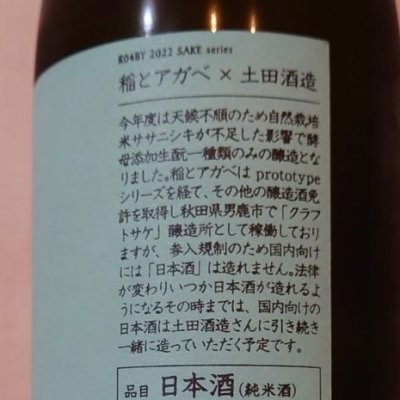 R04BY 2022 SAKE series
稲とアガベ × 土田酒造
今年度は天候不順のため自然栽培
米ササニシキが不足した影響で酵
母添加生酛一種類のみの醸造とな
りました。稲とアガベは prototype
シリーズを経て、その他の醸造酒免
許を取得し秋田県男鹿市で「クラフ
トサケ」醸造所として稼働しており
ますが、参入規制のため国内向け
には「日本酒」は造れません。法律
が変わりいつか日本酒が造れるよ
うになるその時までは、国内向けの
日本酒は土田酒造さんに引き続き
一緒に造っていただく予定です。
品目 日本酒(純米酒)